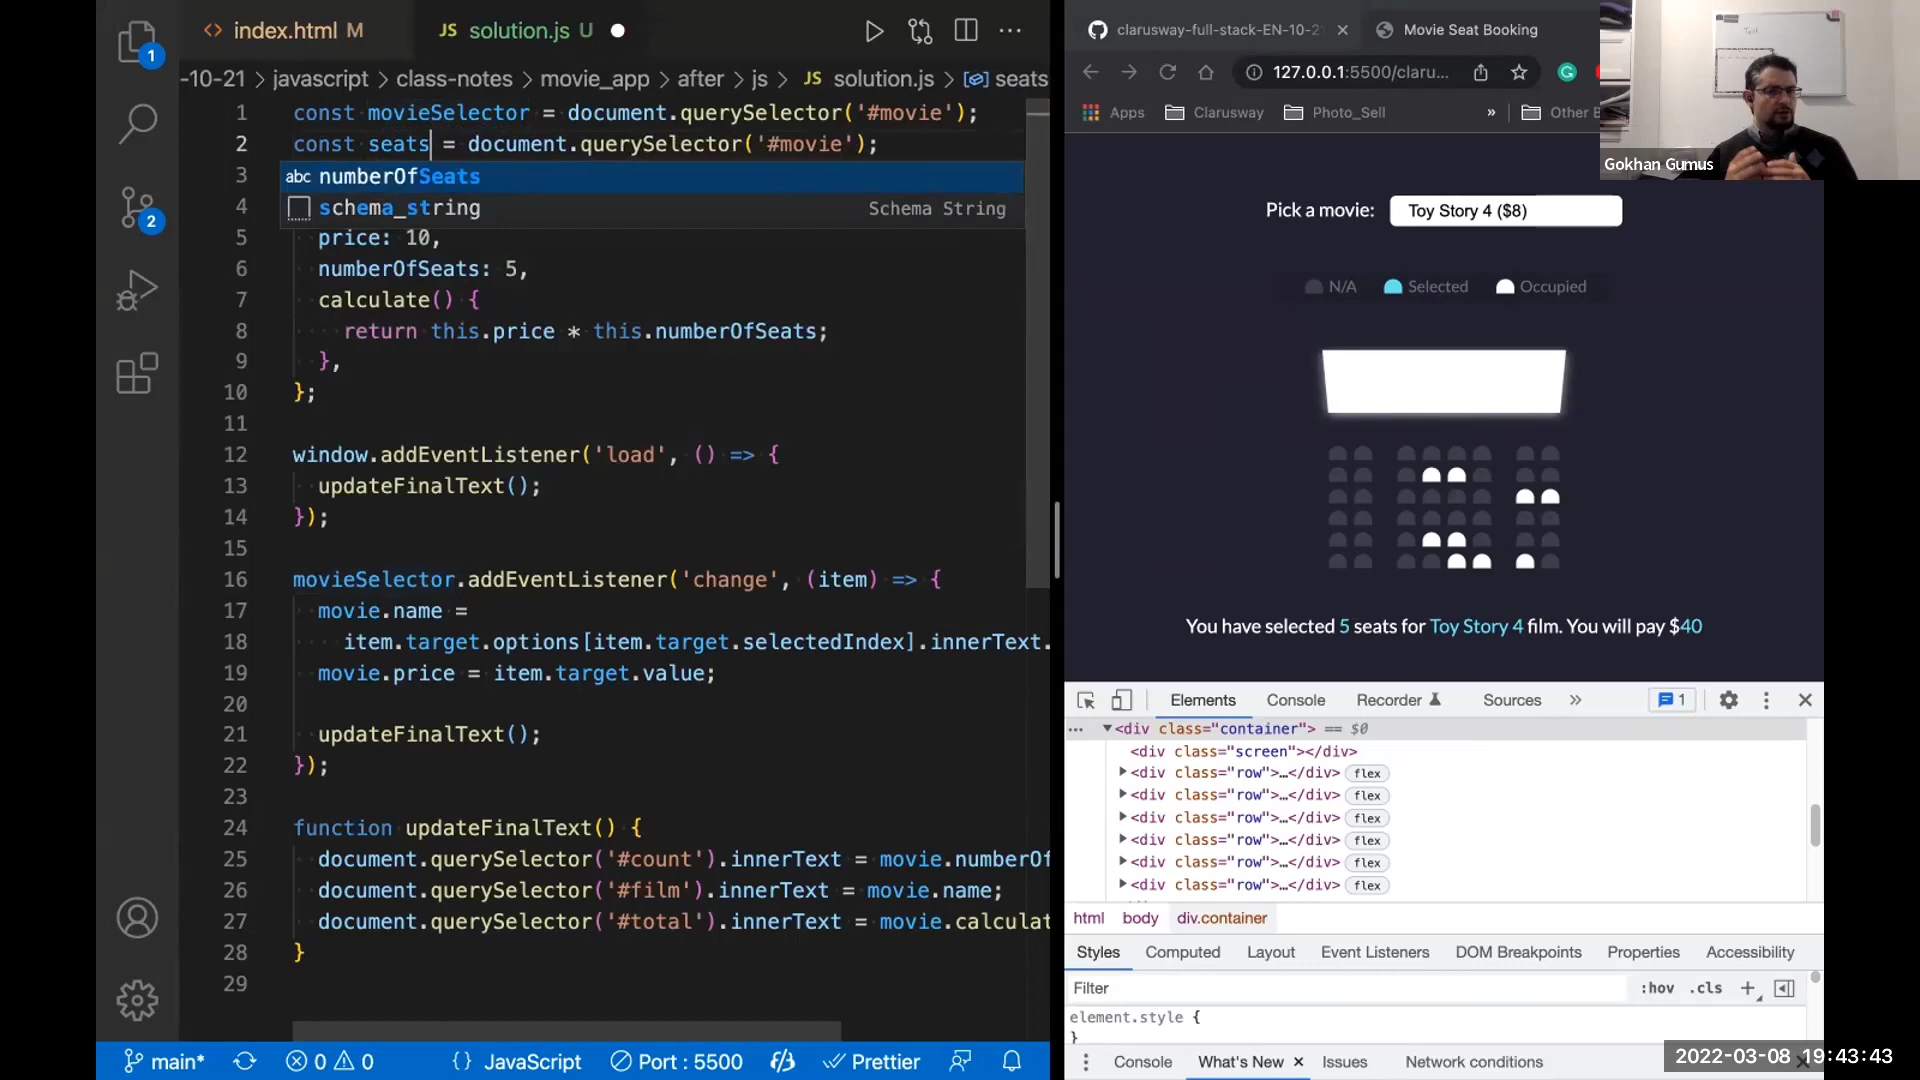 index.html M
JS solution.js U
-10-21 > javascript > class-notes > movie_app > after > js > JS solution.js > seats
1 const movieSelector = document.querySelector('#movie');
2 const seats = document.querySelector('#movie');
3
abc numberOfSeats
4
schema_string Schema String
5 price: 10,
6 numberOfSeats: 5,
7 calculate() {
8 return this.price * this.numberOfSeats;
9 },
10 };
11
12 window.addEventListener('load', () => {
13 updateFinalText();
14 });
15
16 movieSelector.addEventListener('change', (item) => {
17 movie.name =
18 item.target.options[item.target.selectedIndex].innerText.
19 movie.price = item.target.value;
20
21 updateFinalText();
22 });
23
24 function updateFinalText() {
25 document.querySelector('#count').innerText = movie.numberOf
26 document.querySelector('#film').innerText = movie.name;
27 document.querySelector('#total').innerText = movie.calculat
28 }
29
1
2
main* 0 0 {} JavaScript Port : 5500 Prettier
clarusway-full-stack-EN-10-21
Movie Seat Booking
127.0.0.1:5500/claru...
Apps Clarusway Photo_Sell » Other B
Gokhan Gumus
Pick a movie: Toy Story 4 ($8)
N/A Selected Occupied
You have selected 5 seats for Toy Story 4 film. You will pay $40
Elements Console Recorder Sources » 1
<div class="container"> == $0
<div class="screen"></div>
<div class="row">…</div> flex
<div class="row">…</div> flex
<div class="row">…</div> flex
<div class="row">…</div> flex
<div class="row">…</div> flex
<div class="row">…</div> flex
html body div.container
Styles Computed Layout Event Listeners DOM Breakpoints Properties Accessibility
Filter :hov .cls
element.style {
}
Console What's New Issues Network conditions
2022-03-08 19:43:43